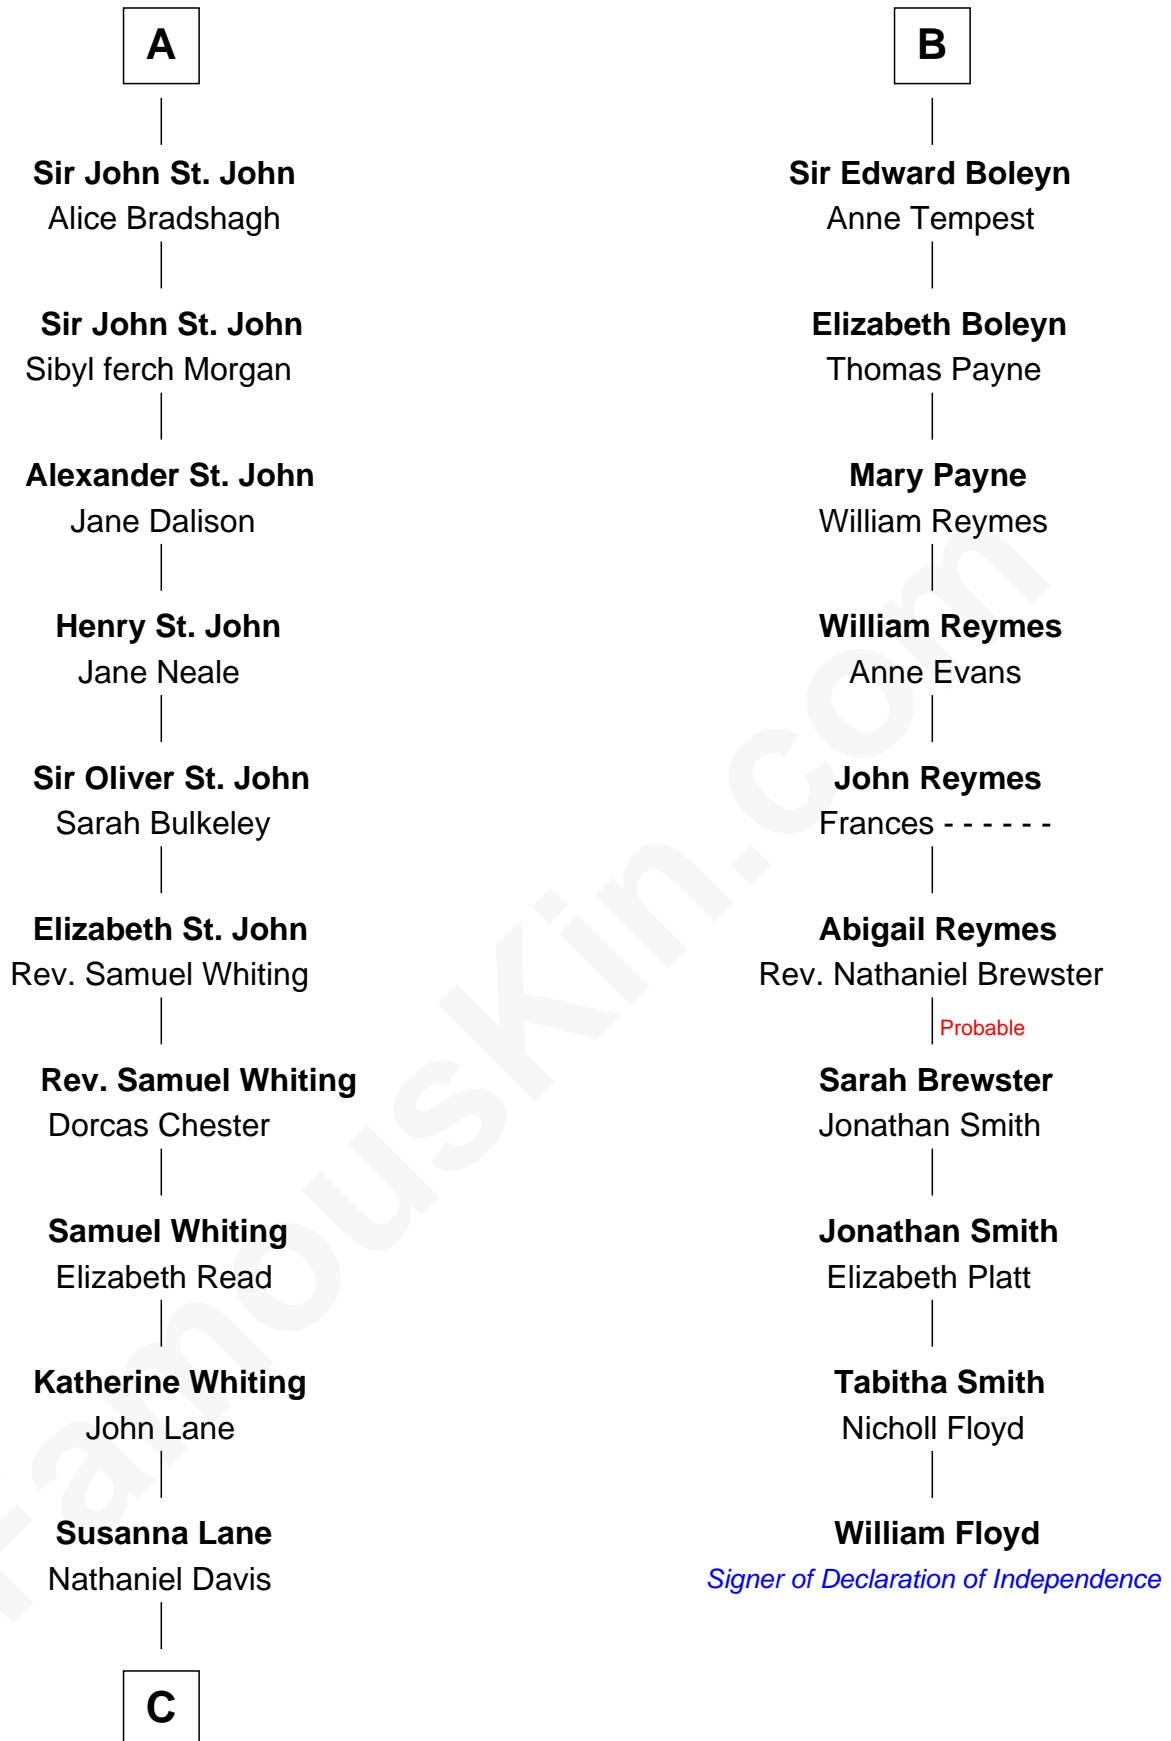 A
Sir John St. John
Alice Bradshagh
Sir John St. John
Sibyl ferch Morgan
Alexander St. John
Jane Dalison
Henry St. John
Jane Neale
Sir Oliver St. John
Sarah Bulkeley
Elizabeth St. John
Rev. Samuel Whiting
Rev. Samuel Whiting
Dorcas Chester
Samuel Whiting
Elizabeth Read
Katherine Whiting
John Lane
Susanna Lane
Nathaniel Davis
C
B
Sir Edward Boleyn
Anne Tempest
Elizabeth Boleyn
Thomas Payne
Mary Payne
William Reymes
William Reymes
Anne Evans
John Reymes
Frances - - - - - -
Abigail Reymes
Rev. Nathaniel Brewster
Probable
Sarah Brewster
Jonathan Smith
Jonathan Smith
Elizabeth Platt
Tabitha Smith
Nicholl Floyd
William Floyd
Signer of Declaration of Independence
FamousKin.com